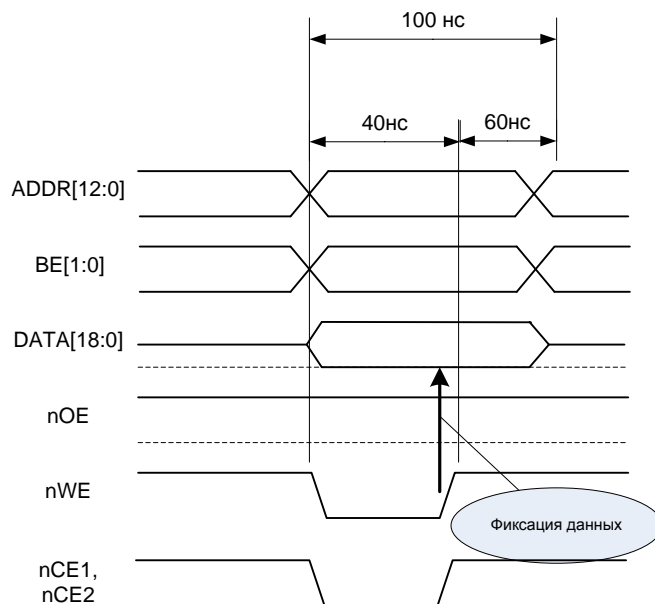 100 нс
40нс
60нс
ADDR[12:0]
BE[1:0]
DATA[18:0]
nOE
nWE
Фиксация данных
nCE1,
nCE2